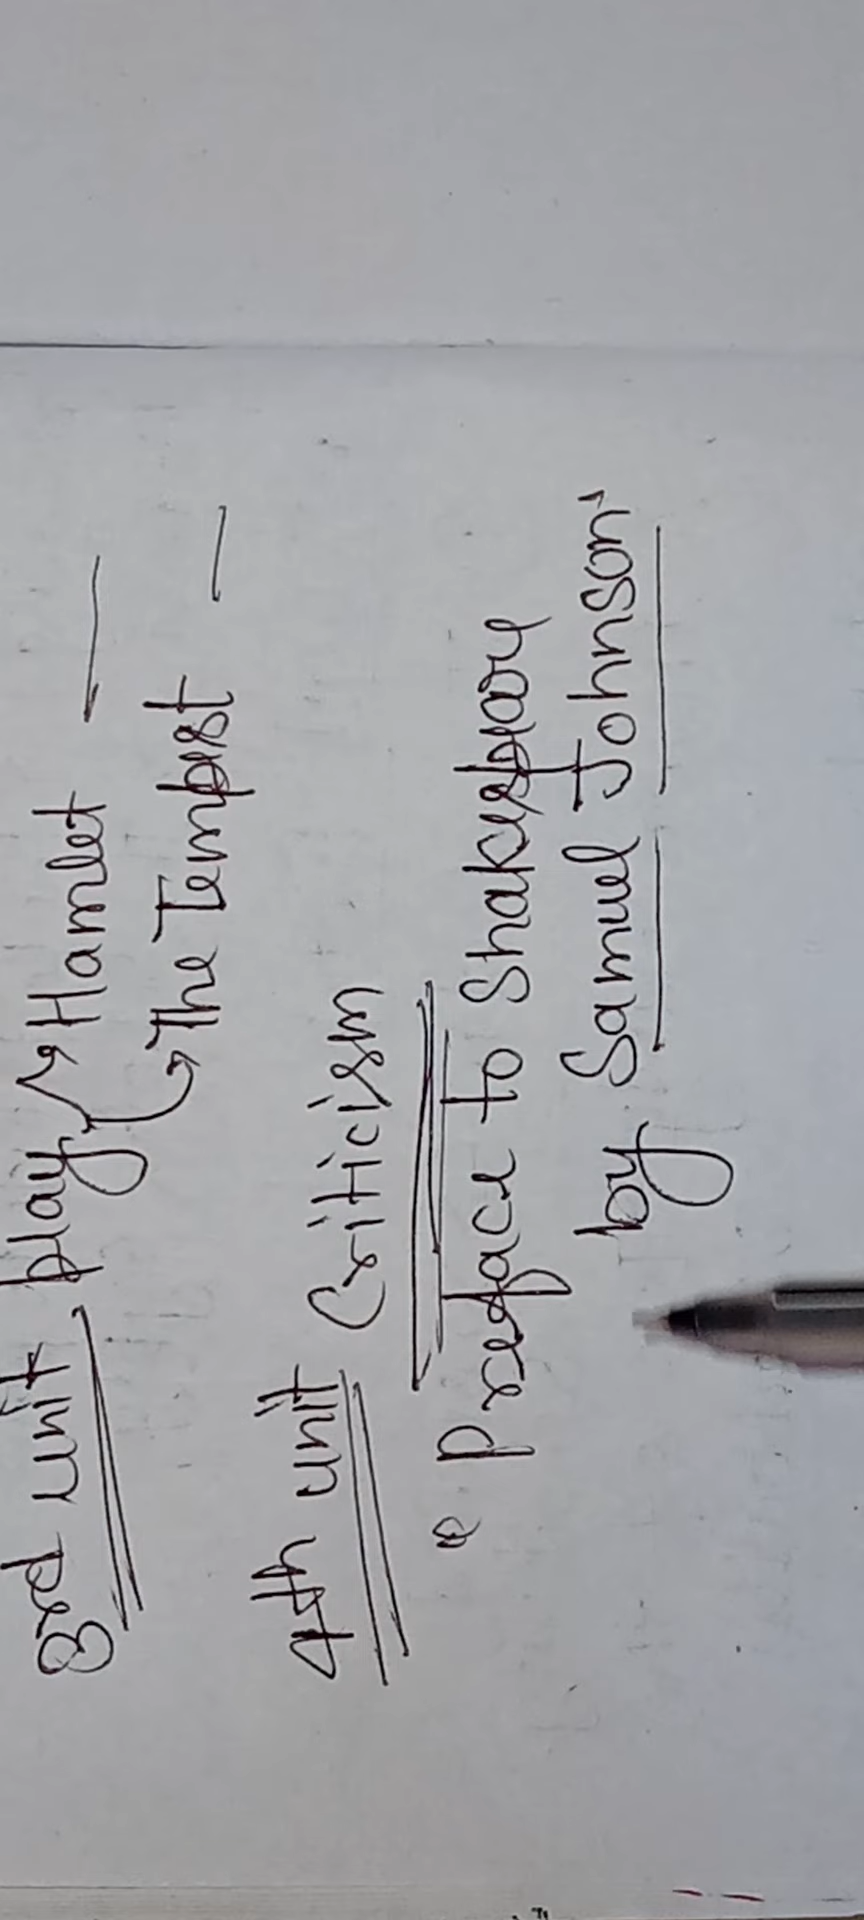 3rd unit play → Hamlet —
→ The Tempest —
4th unit Criticism
Preface to Shakespeare
by Samuel Johnson